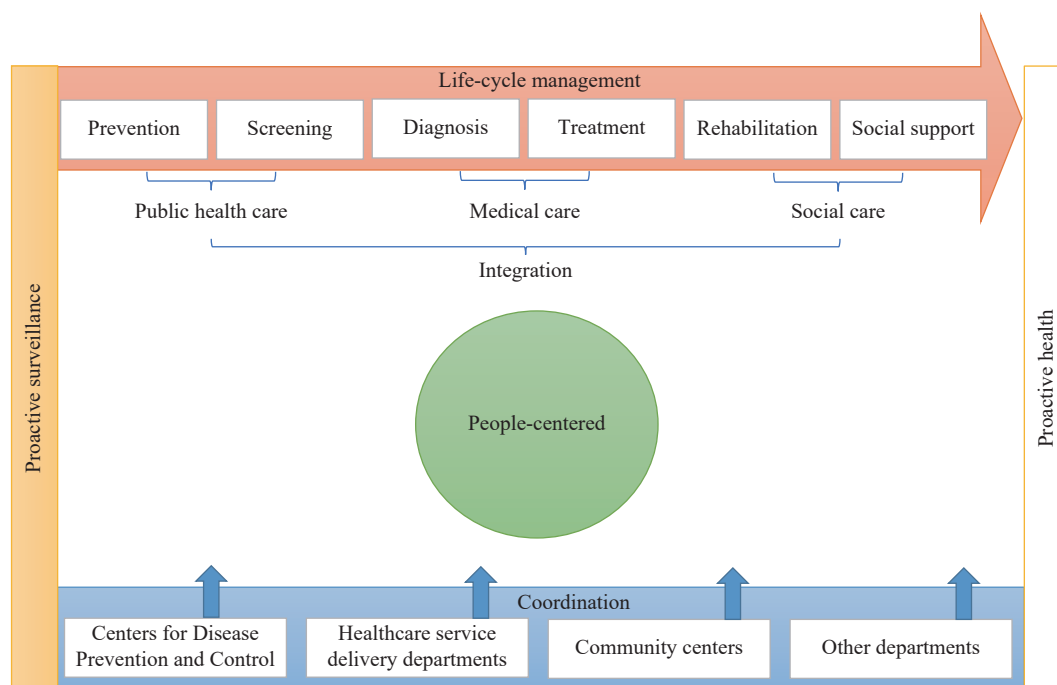 Life-cycle management
Prevention
Screening
Diagnosis
Treatment
Rehabilitation
Social support
Public health care
Medical care
Social care
Integration
Proactive surveillance
People-centered
Proactive health
Coordination
Centers for Disease
Prevention and Control
Healthcare service
delivery departments
Community centers
Other departments